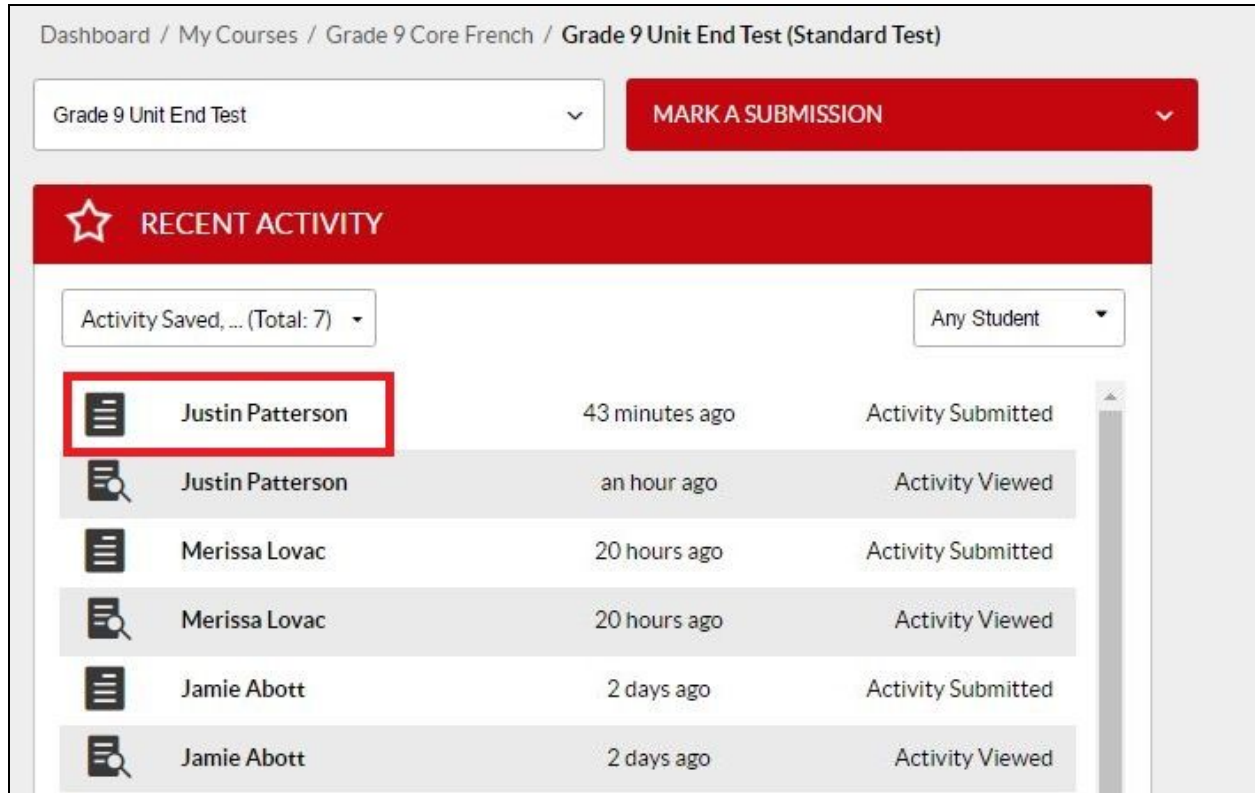 Dashboard / My Courses / Grade 9 Core French / Grade 9 Unit End Test (Standard Test)
Grade 9 Unit End Test MARK A SUBMISSION
RECENT ACTIVITY
Activity Saved, ... (Total: 7) Any Student
Justin Patterson 43 minutes ago Activity Submitted
Justin Patterson an hour ago Activity Viewed
Merissa Lovac 20 hours ago Activity Submitted
Merissa Lovac 20 hours ago Activity Viewed
Jamie Abott 2 days ago Activity Submitted
Jamie Abott 2 days ago Activity Viewed